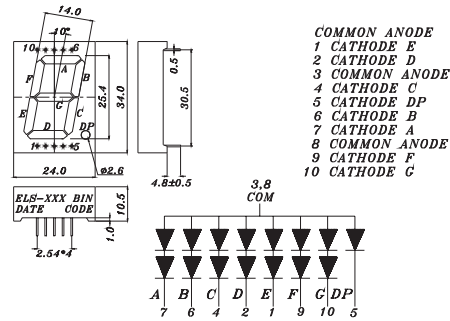 14.0
10°
10 6
A
F B
G
E C
D DP
1 5
25.4
34.0
24.0
ø2.6
0.5
30.5
4.8±0.5
ELS-XXX BIN
DATE CODE
10.5
1.0
2.54*4
COMMON ANODE
1 CATHODE E
2 CATHODE D
3 COMMON ANODE
4 CATHODE C
5 CATHODE DP
6 CATHODE B
7 CATHODE A
8 COMMON ANODE
9 CATHODE F
10 CATHODE G
3,8
COM
A B C D E F G DP
7 6 4 2 1 9 10 5